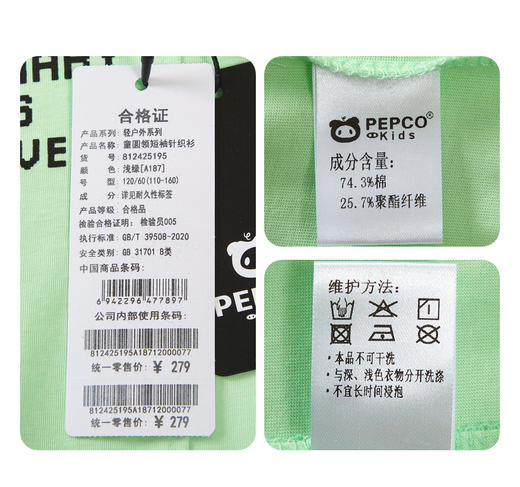 MARY
S
VE
合格证
产品系列: 轻户外系列
产品名称: 童圆领短袖针织衫
货 号: 812425195
颜 色: 浅绿[A187]
型 号: 120/60(110-160)
成 分: 详见耐久性标签
产品等级: 合格品
检验合格证明: 检验员005
执行标准: GB/T 39508-2020
安全类别: GB 31701 B类
中国商品条码:
6 942296 477897
公司内部使用条码:
812425195A18712000077
统一零售价: ¥ 279
812425195A18712000077
统一零售价: ¥ 279
PEPCO
Kids
PEPCO®
Kids
成分含量:
74.3%棉
25.7%聚酯纤维
维护方法:
·本品不可干洗
·与深、浅色衣物分开洗涤
·不宜长时间浸泡